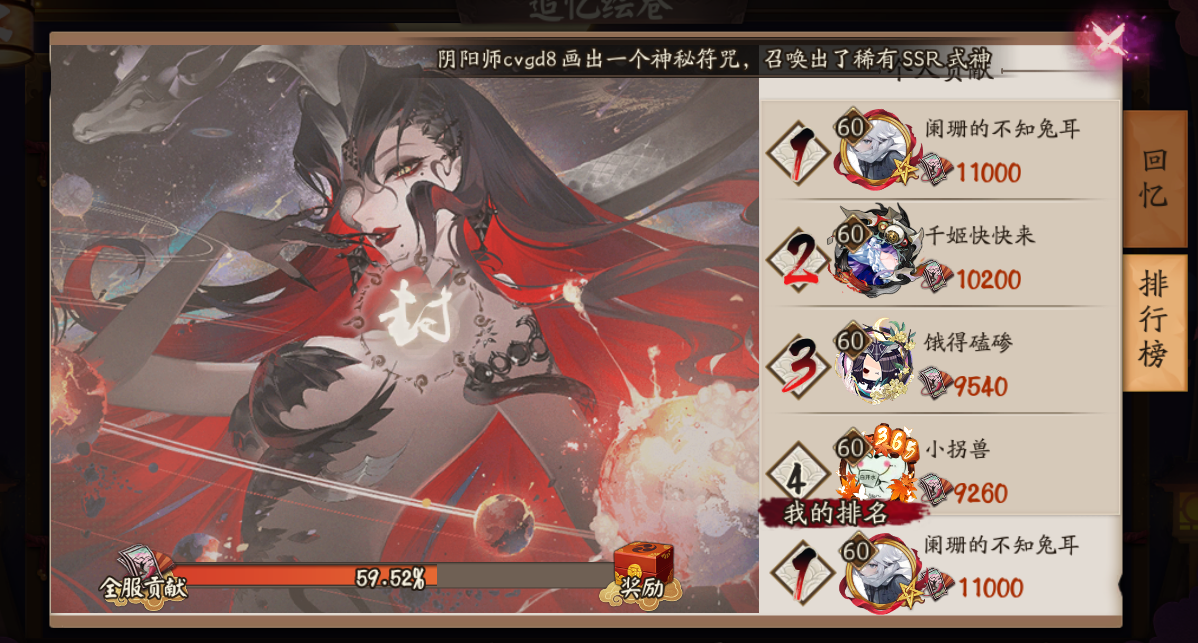 追忆绘卷
阴阳师cvgd8画出一个神秘符咒，召唤出了稀有SSR式神
个人贡献
1
60
阑珊的不知兔耳
11000
2
60
千姬快快来
10200
3
60
饿得磕碜
9540
4
60
365
小拐兽
9260
我的排名
1
60
阑珊的不知兔耳
11000
封
全服贡献
59.52%
奖励
回忆
排行榜